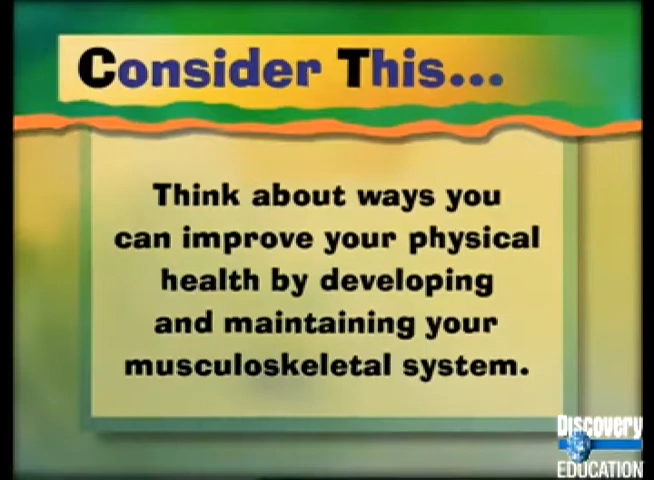 Consider This...
Think about ways you
can improve your physical
health by developing
and maintaining your
musculoskeletal system.
Discovery
EDUCATION